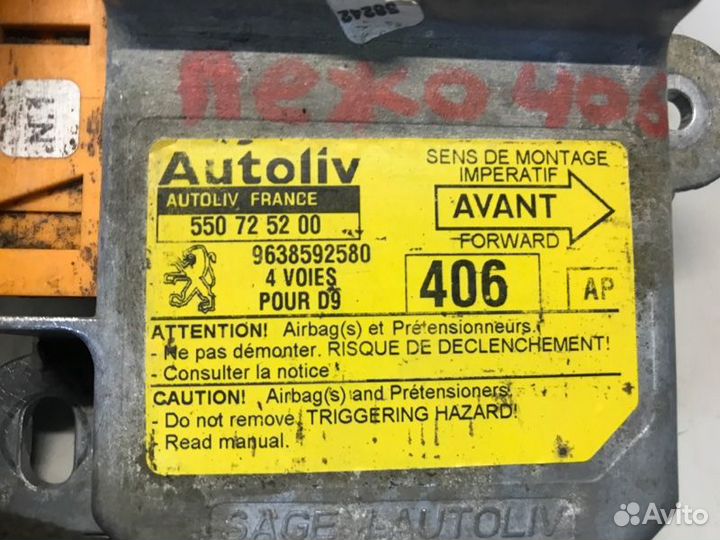 58242
Пежо 406
Autoliv
AUTOLIV FRANCE
550 72 52 00
9638592580
4 VOIES
POUR D9
SENS DE MONTAGE
IMPERATIF
AVANT
FORWARD
406
AP
ATTENTION! Airbag(s) et Prétensionneurs.
- Ne pas démonter. RISQUE DE DECLENCHEMENT!
- Consulter la notice
CAUTION! Airbag(s) and Prétensioners.
- Do not remove, TRIGGERING HAZARD!
- Read manual.
SAGE
AUTOLIV
Avito